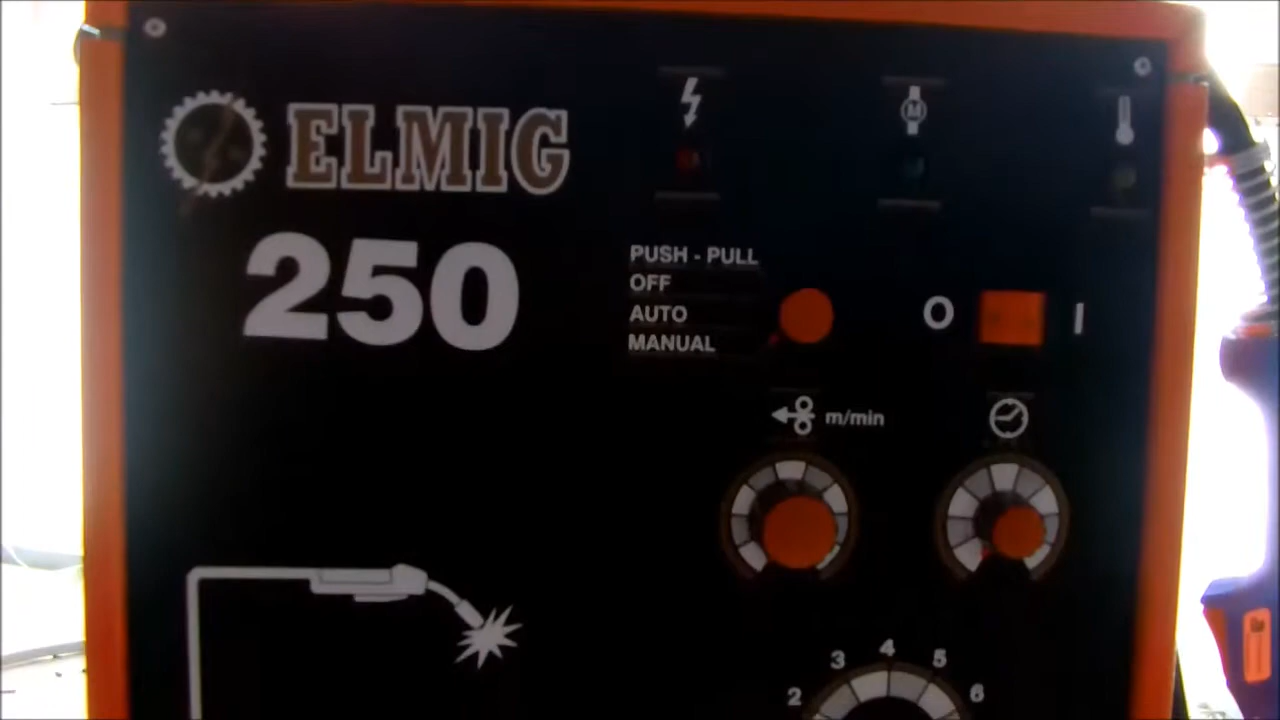 ELMIG
250
M
PUSH - PULL
OFF
AUTO
MANUAL
O I
m/min
2 3 4 5 6